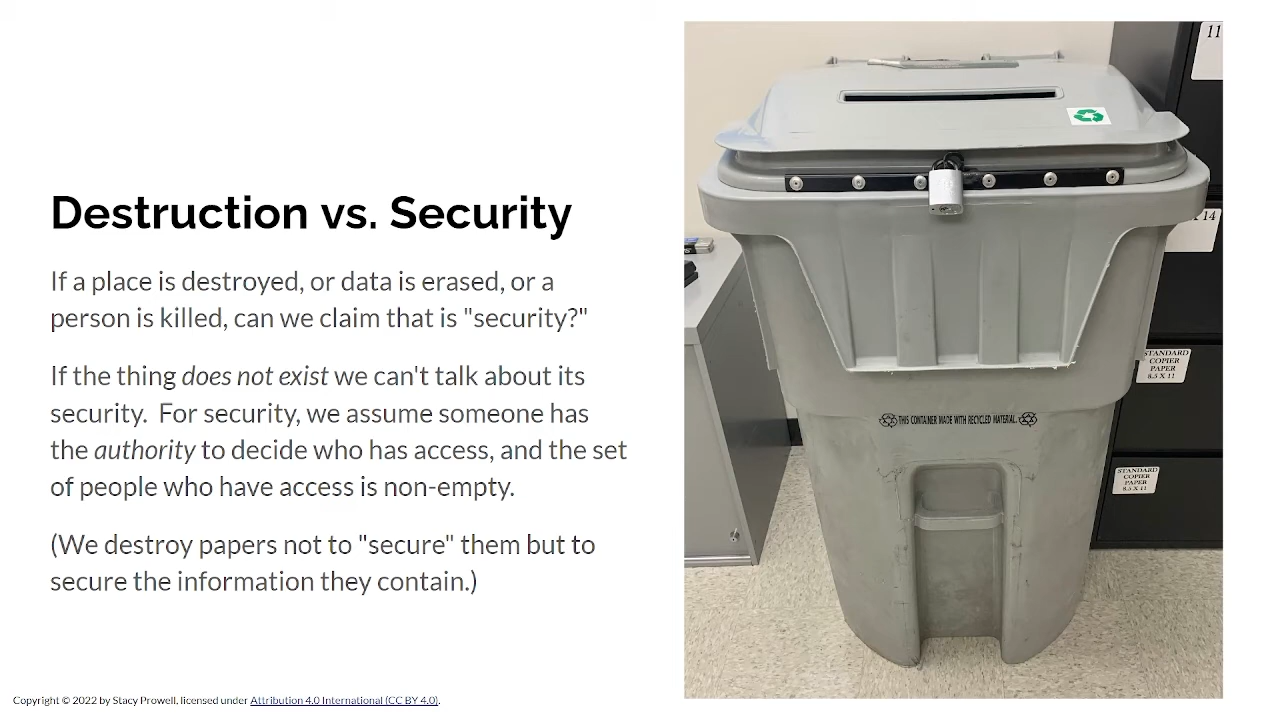 Destruction vs. Security
If a place is destroyed, or data is erased, or a
person is killed, can we claim that is "security?"
If the thing does not exist we can't talk about its
security.  For security, we assume someone has
the authority to decide who has access, and the set
of people who have access is non-empty.
(We destroy papers not to "secure" them but to
secure the information they contain.)
Copyright © 2022 by Stacy Prowell, licensed under Attribution 4.0 International (CC BY 4.0).
11
14
STANDARD
COPIER
PAPER
8.5 X 11
THIS CONTAINER MADE WITH RECYCLED MATERIAL.
STANDARD
COPIER
PAPER
8.5 X 11